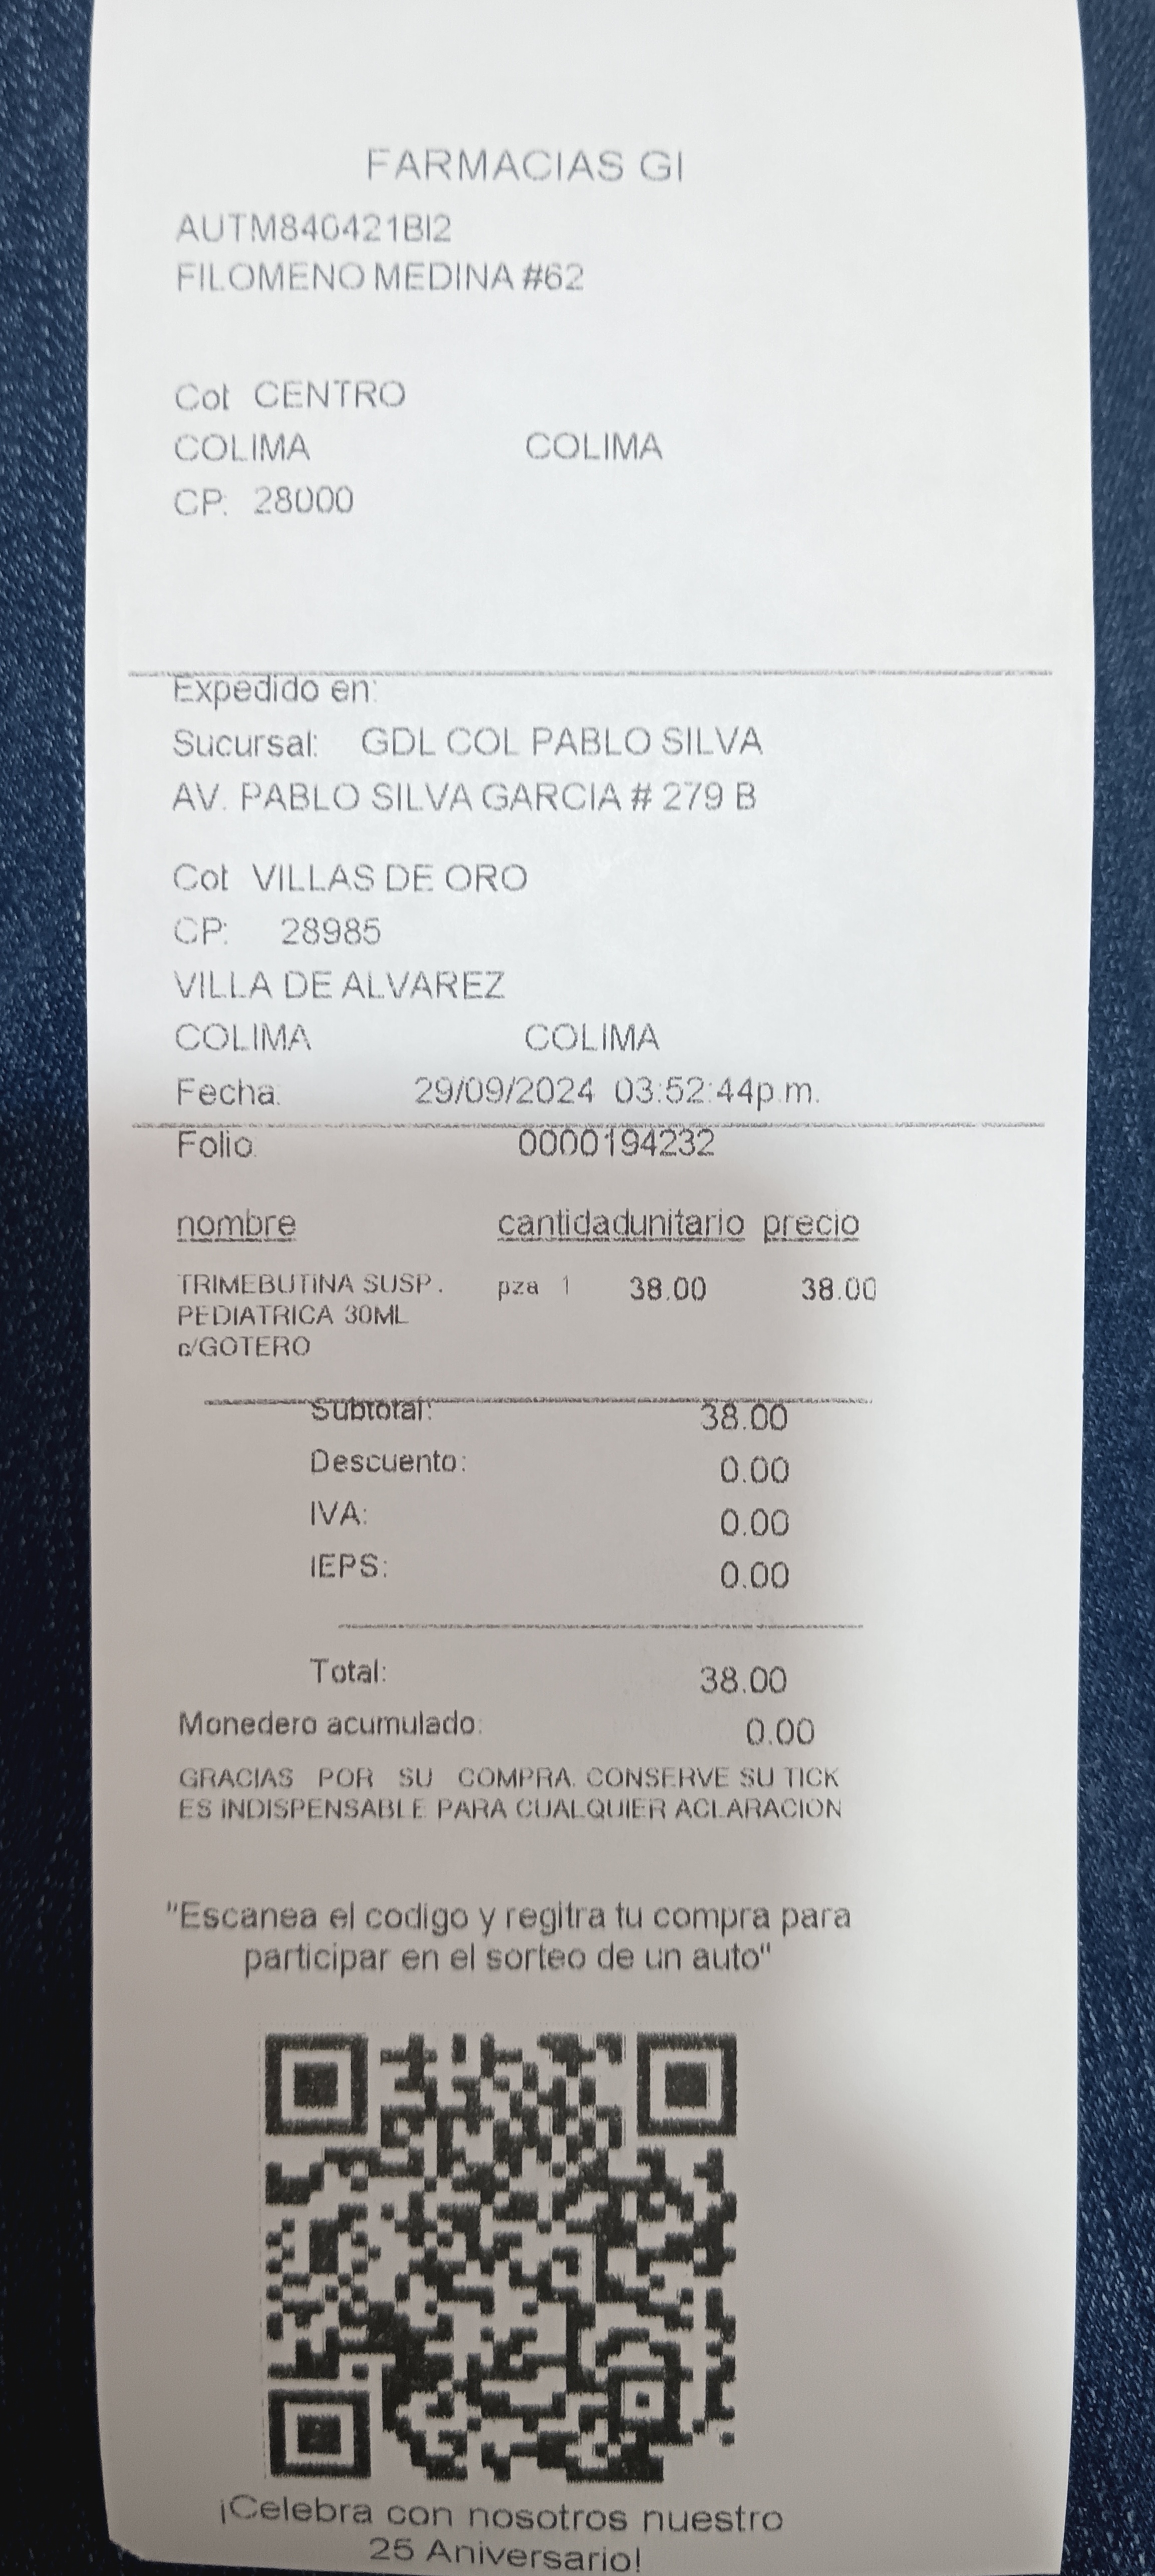 FARMACIAS GI
AUTM840421BI2
FILOMENO MEDINA #62
Col: CENTRO
COLIMA COLIMA
CP: 28000
Expedido en:
Sucursal: GDL COL PABLO SILVA
AV. PABLO SILVA GARCIA # 279 B
Col: VILLAS DE ORO
CP: 28985
VILLA DE ALVAREZ
COLIMA COLIMA
Fecha: 29/09/2024 03:52:44p.m.
Folio: 0000194232
nombre cantidadunitario precio
TRIMEBUTINA SUSP. pza 1 38.00 38.00
PEDIATRICA 30ML
c/GOTERO
Subtotal: 38.00
Descuento: 0.00
IVA: 0.00
IEPS: 0.00
Total: 38.00
Monedero acumulado: 0.00
GRACIAS POR SU COMPRA. CONSERVE SU TICK
ES INDISPENSABLE PARA CUALQUIER ACLARACION
"Escanea el codigo y regitra tu compra para
participar en el sorteo de un auto"
¡Celebra con nosotros nuestro
25 Aniversario!